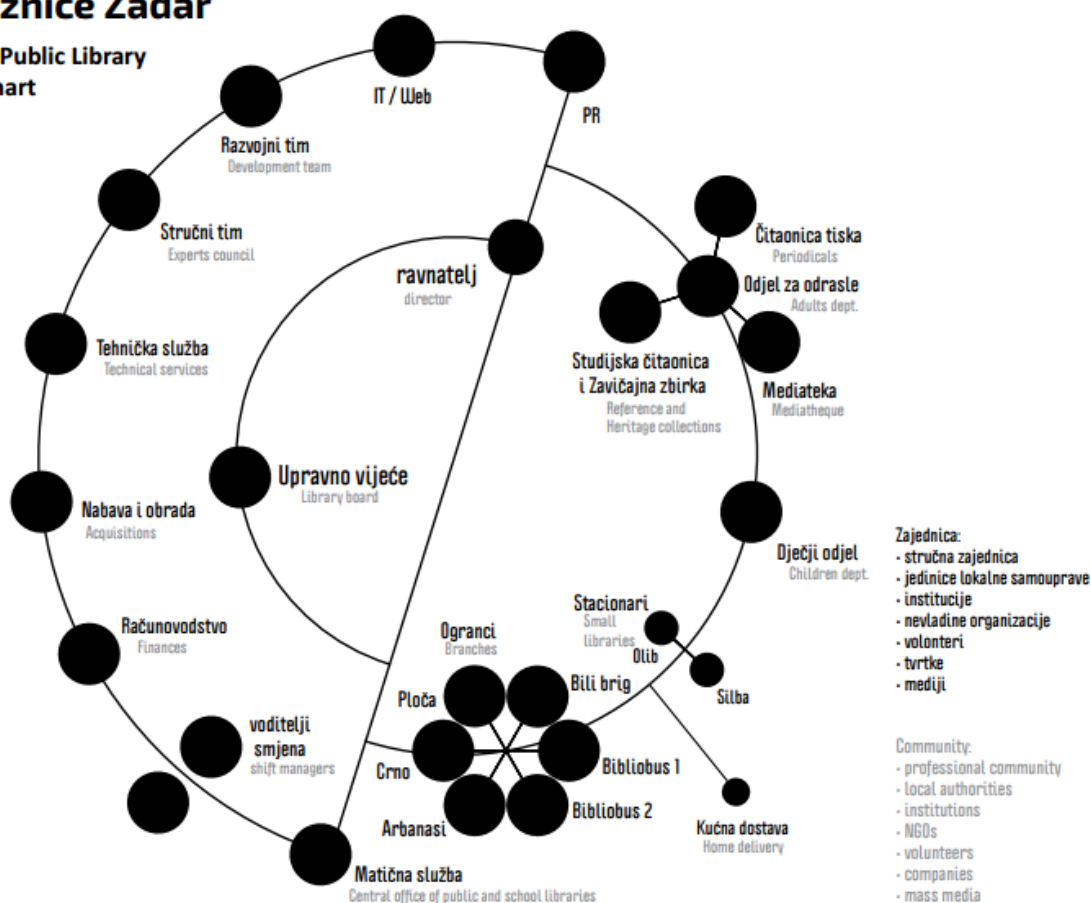 žnice Zadar
Public Library
IT / Web
PR
Razvojni tim
Development team
Stručni tim
Experts council
Čitaonica tiska
Periodicals
ravnatelj
director
Odjel za odrasle
Adults dept.
Tehnička služba
Technical services
Studijska čitaonica
i Zavičajna zbirka
Reference and
Heritage collections
Mediateka
Mediatheque
Upravno vijeće
Library board
Nabava i obrada
Acquisitions
Dječji odjel
Children dept.
Zajednica:
- stručna zajednica
- jedinice lokalne samouprave
- institucije
- nevladine organizacije
- volonteri
- tvrtke
- mediji
Stacionari
Small
libraries
Olib
Silba
Računovodstvo
Finances
Ogranci
Branches
Ploča
Bili brig
voditelji
smjena
shift managers
Crno
Bibliobus 1
Arbanasi
Bibliobus 2
Kućna dostava
Home delivery
Community:
- professional community
- local authorities
- institutions
- NGOs
- volunteers
- companies
- mass media
Matična služba
Central office of public and school libraries